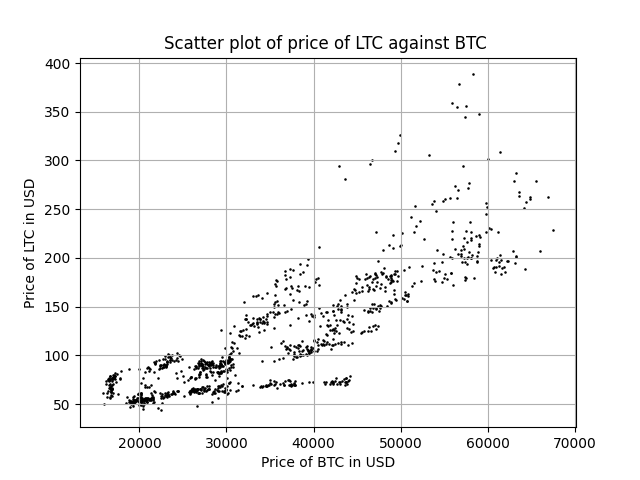 Scatter plot of price of LTC against BTC
400
350
300
250
200
150
100
50
Price of LTC in USD
20000 30000 40000 50000 60000 70000
Price of BTC in USD